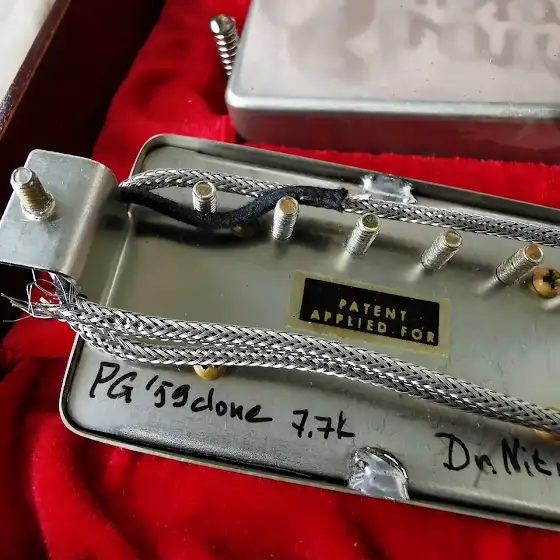 PATENT
APPLIED FOR
PG '59 clone 7.7k
Dr. Nit